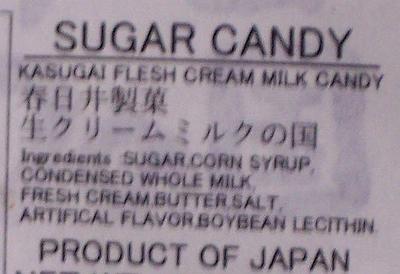 SUGAR CANDY
KASUGAI FLESH CREAM MILK CANDY
春日井製菓
生クリームミルクの国
Ingredients :SUGAR,CORN SYRUP,
CONDENSED WHOLE MILK,
FRESH CREAM,BUTTER,SALT,
ARTIFICAL FLAVOR,BOYBEAN LECITHIN.
PRODUCT OF JAPAN